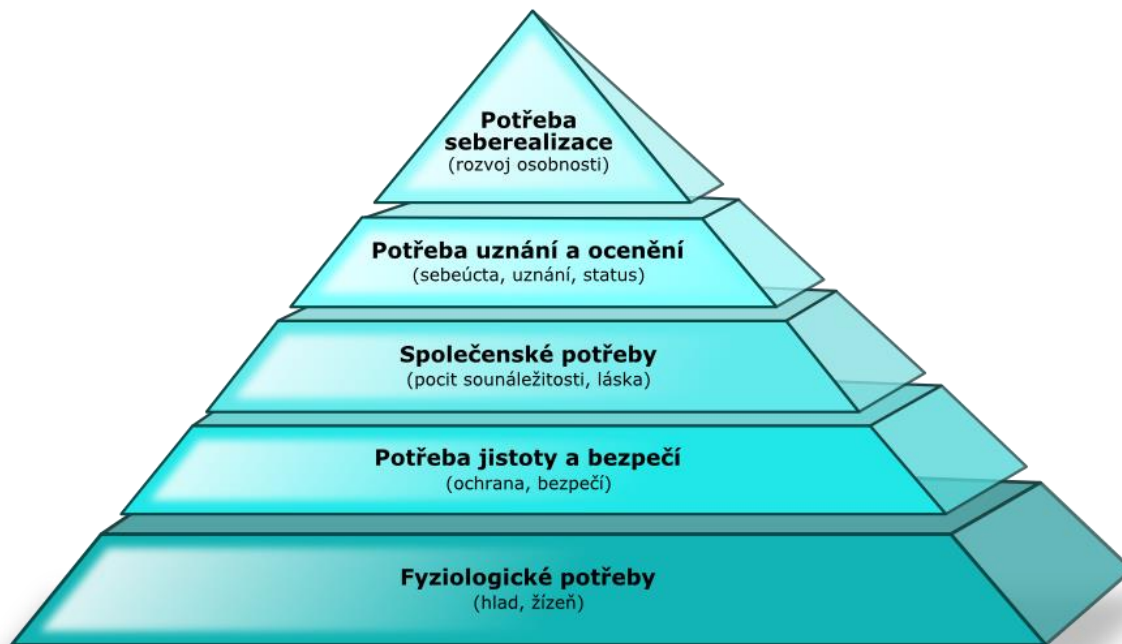 Potřeba
seberealizace
(rozvoj osobnosti)
Potřeba uznání a ocenění
(sebeúcta, uznání, status)
Společenské potřeby
(pocit sounáležitosti, láska)
Potřeba jistoty a bezpečí
(ochrana, bezpečí)
Fyziologické potřeby
(hlad, žízeň)